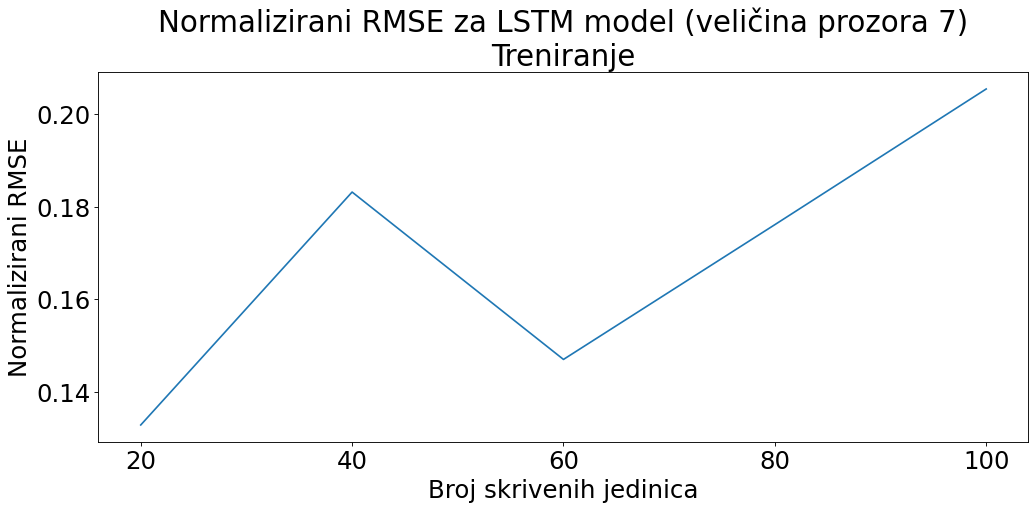 Normalizirani RMSE za LSTM model (veličina prozora 7)
Treniranje
Normalizirani RMSE
0.20
0.18
0.16
0.14
20 40 60 80 100
Broj skrivenih jedinica